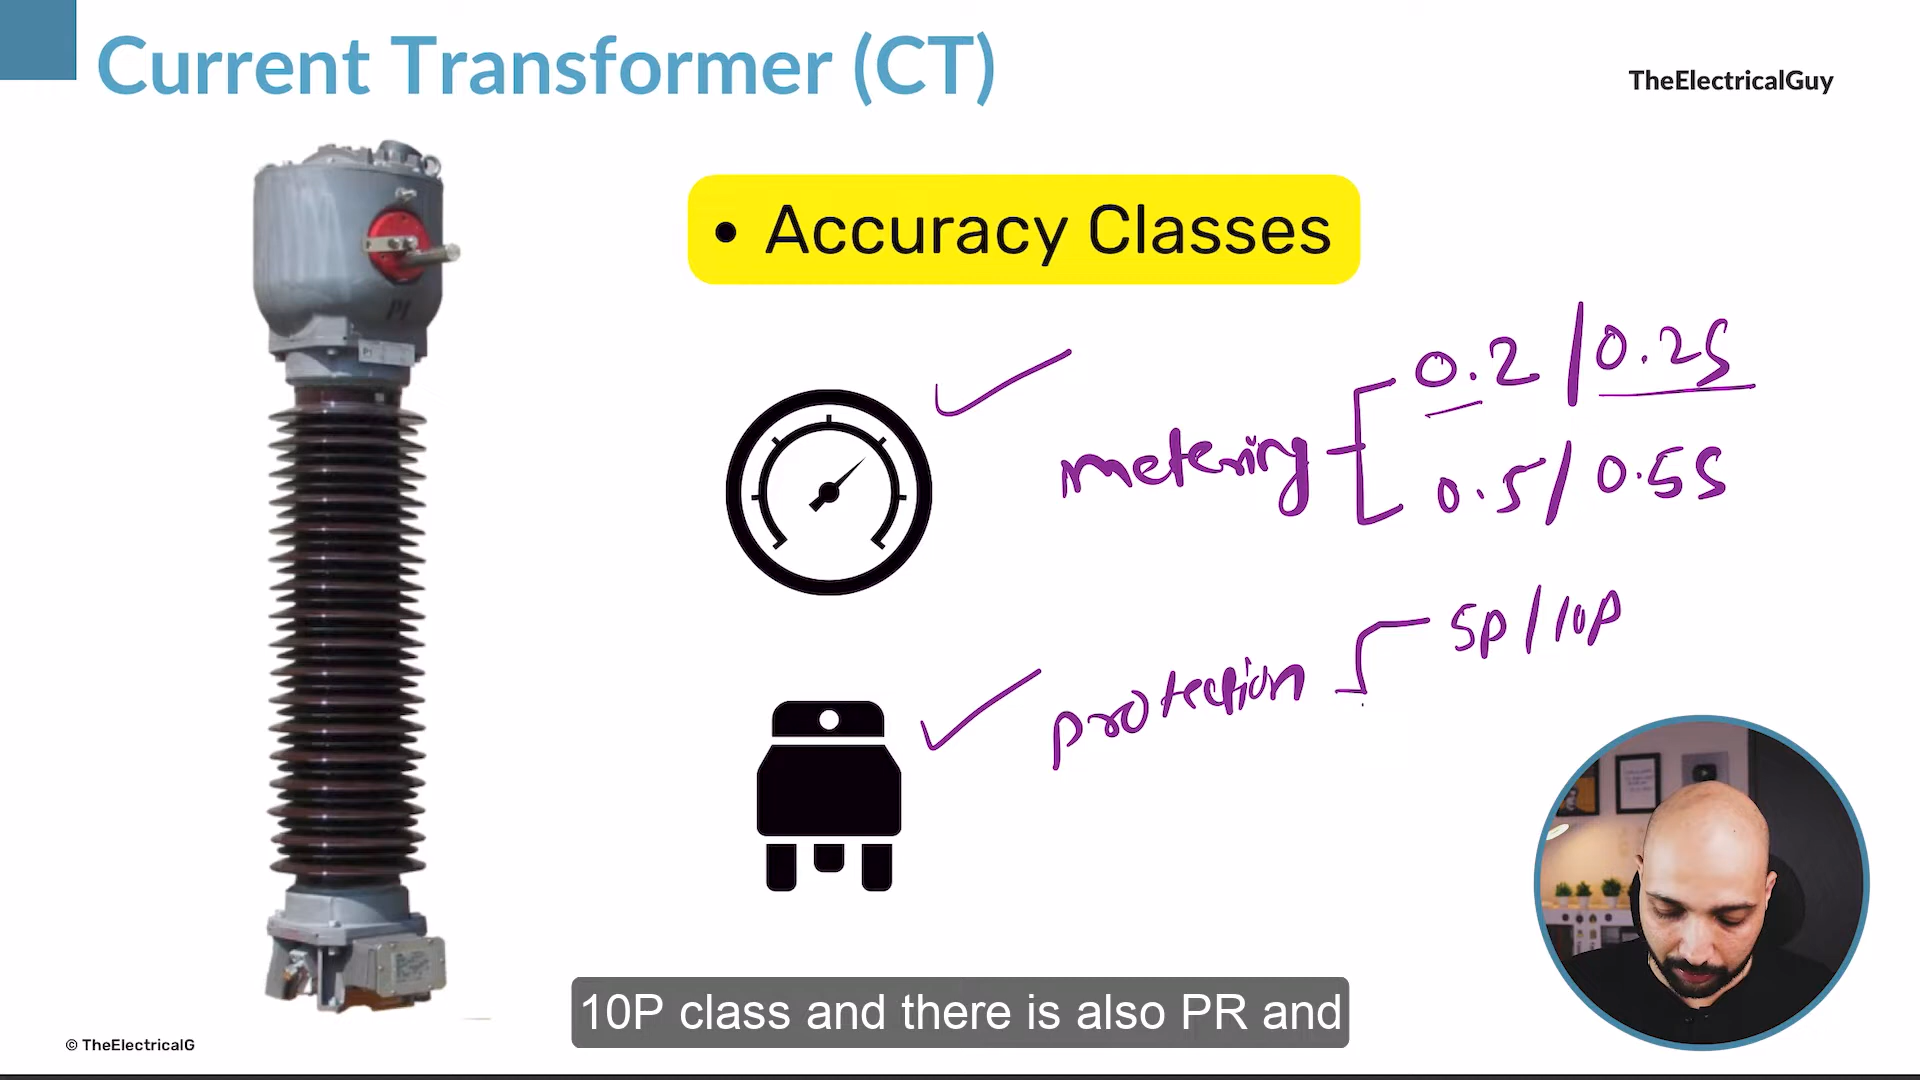 Current Transformer (CT)
TheElectricalGuy
• Accuracy Classes
metering
0.2 / 0.2S
0.5 / 0.5S
protection
5P / 10P
P1
10P class and there is also PR and
© TheElectricalG